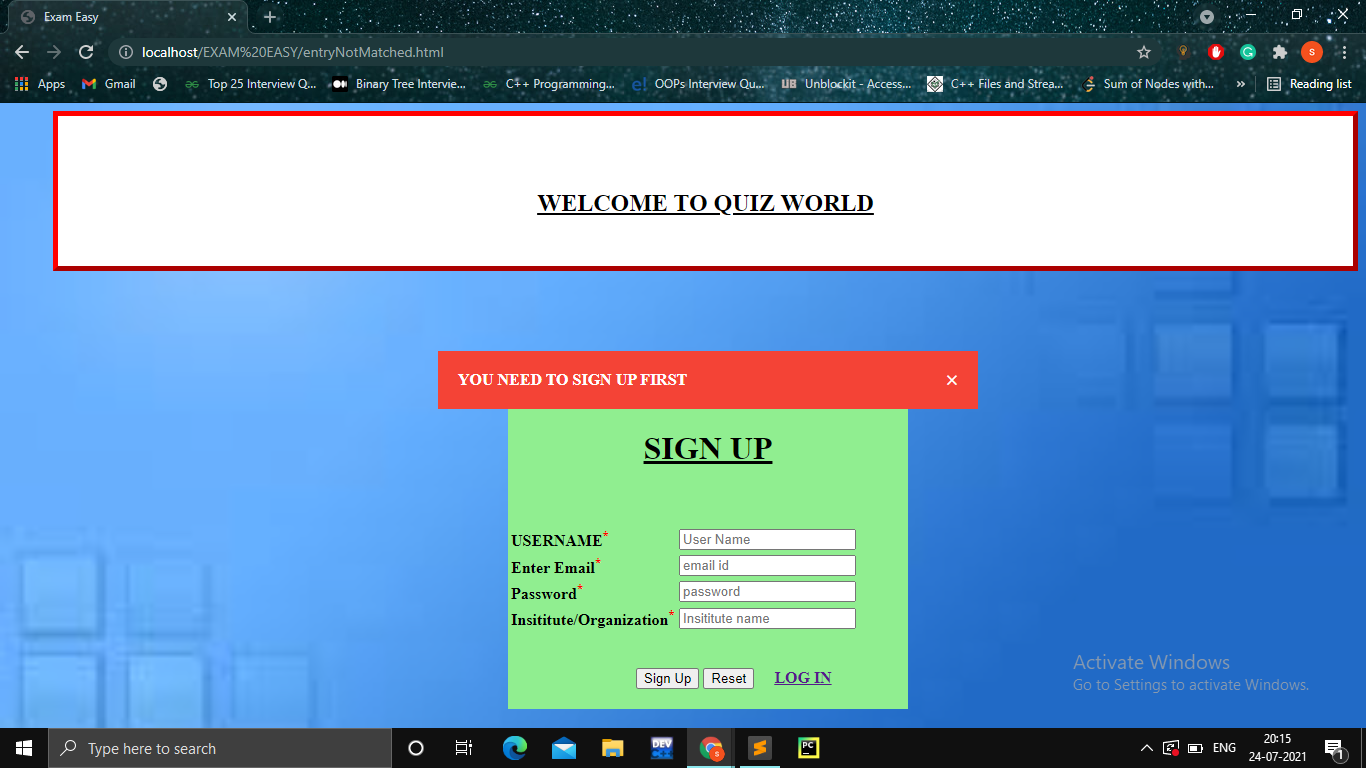 Exam Easy
localhost/EXAM%20EASY/entryNotMatched.html
S
Apps Gmail Top 25 Interview Q... Binary Tree Intervie... C++ Programming... OOPs Interview Qu... UB Unblockit - Access... C++ Files and Strea... Sum of Nodes with... » Reading list
WELCOME TO QUIZ WORLD
YOU NEED TO SIGN UP FIRST ×
SIGN UP
USERNAME* User Name
Enter Email* email id
Password* password
Insititute/Organization* Insititute name
Sign Up Reset LOG IN
Activate Windows
Go to Settings to activate Windows.
Type here to search DEV S PC ENG 20:15
24-07-2021 1